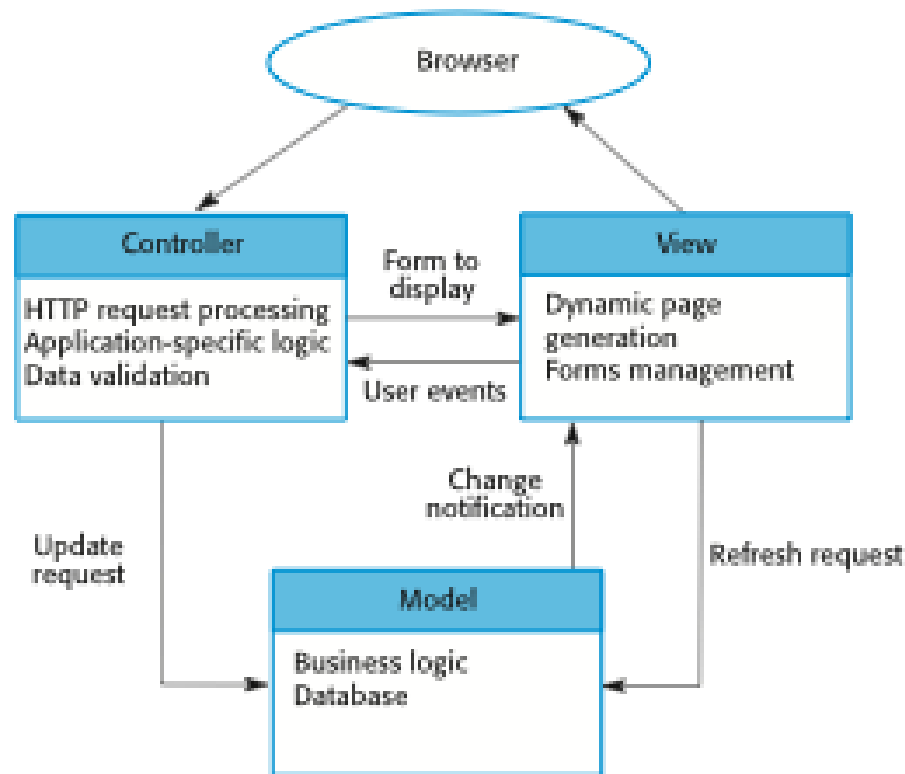 Browser
Controller
HTTP request processing
Application-specific logic
Data validation
Form to
display
User events
View
Dynamic page
generation
Forms management
Update
request
Change
notification
Refresh request
Model
Business logic
Database